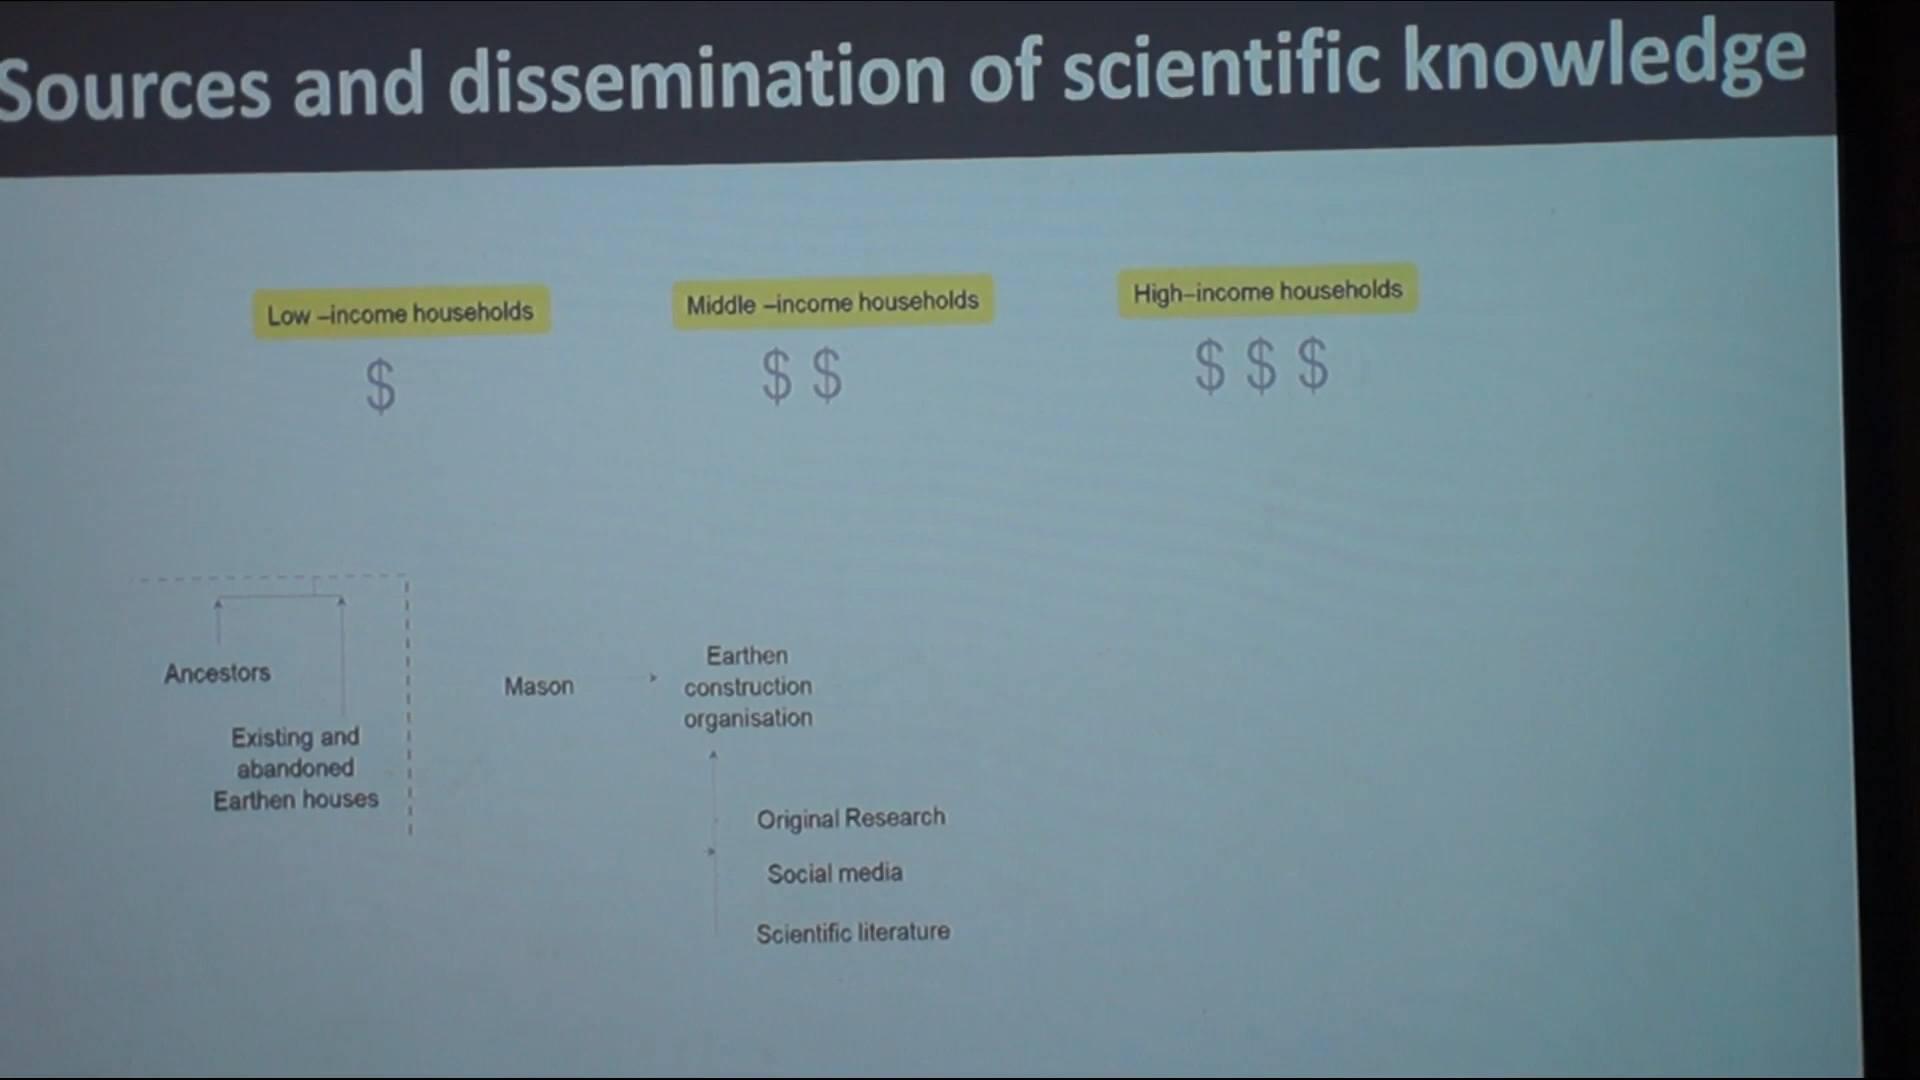 Sources and dissemination of scientific knowledge
Low –income households
$
Middle –income households
$ $
High–income households
$ $ $
Ancestors
Existing and
abandoned
Earthen houses
Mason
Earthen
construction
organisation
Original Research
Social media
Scientific literature